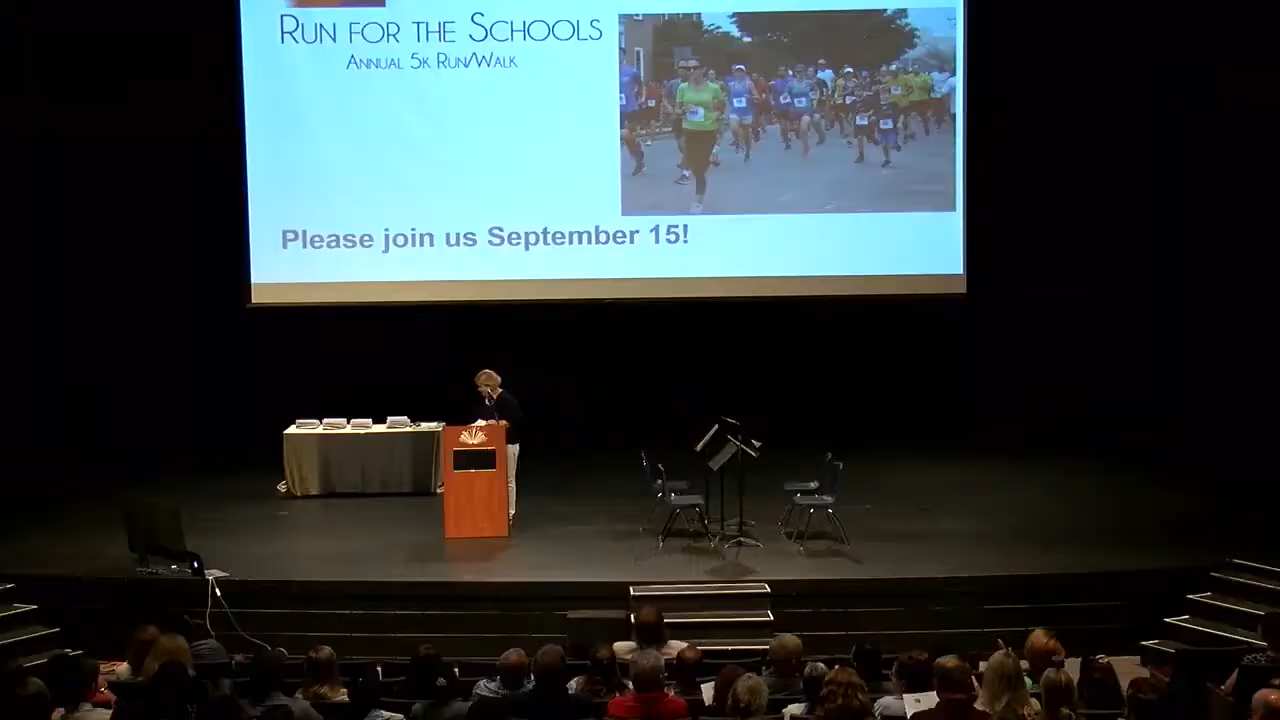 Run for the Schools
Annual 5k Run/Walk
Please join us September 15!